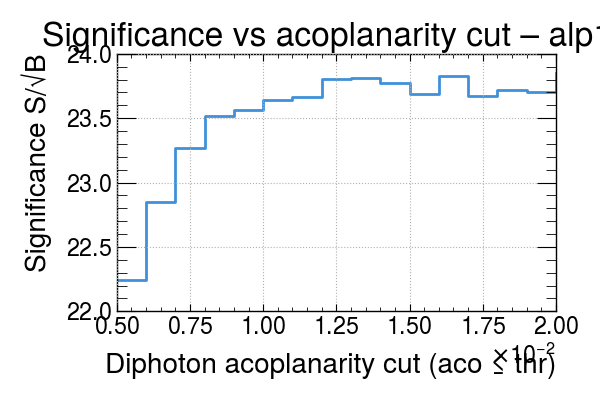 Significance vs acoplanarity cut – alp
Significance S/√B
24.0
23.5
23.0
22.5
22.0
0.50 0.75 1.00 1.25 1.50 1.75 2.00
×10⁻²
Diphoton acoplanarity cut (aco ≤ thr)